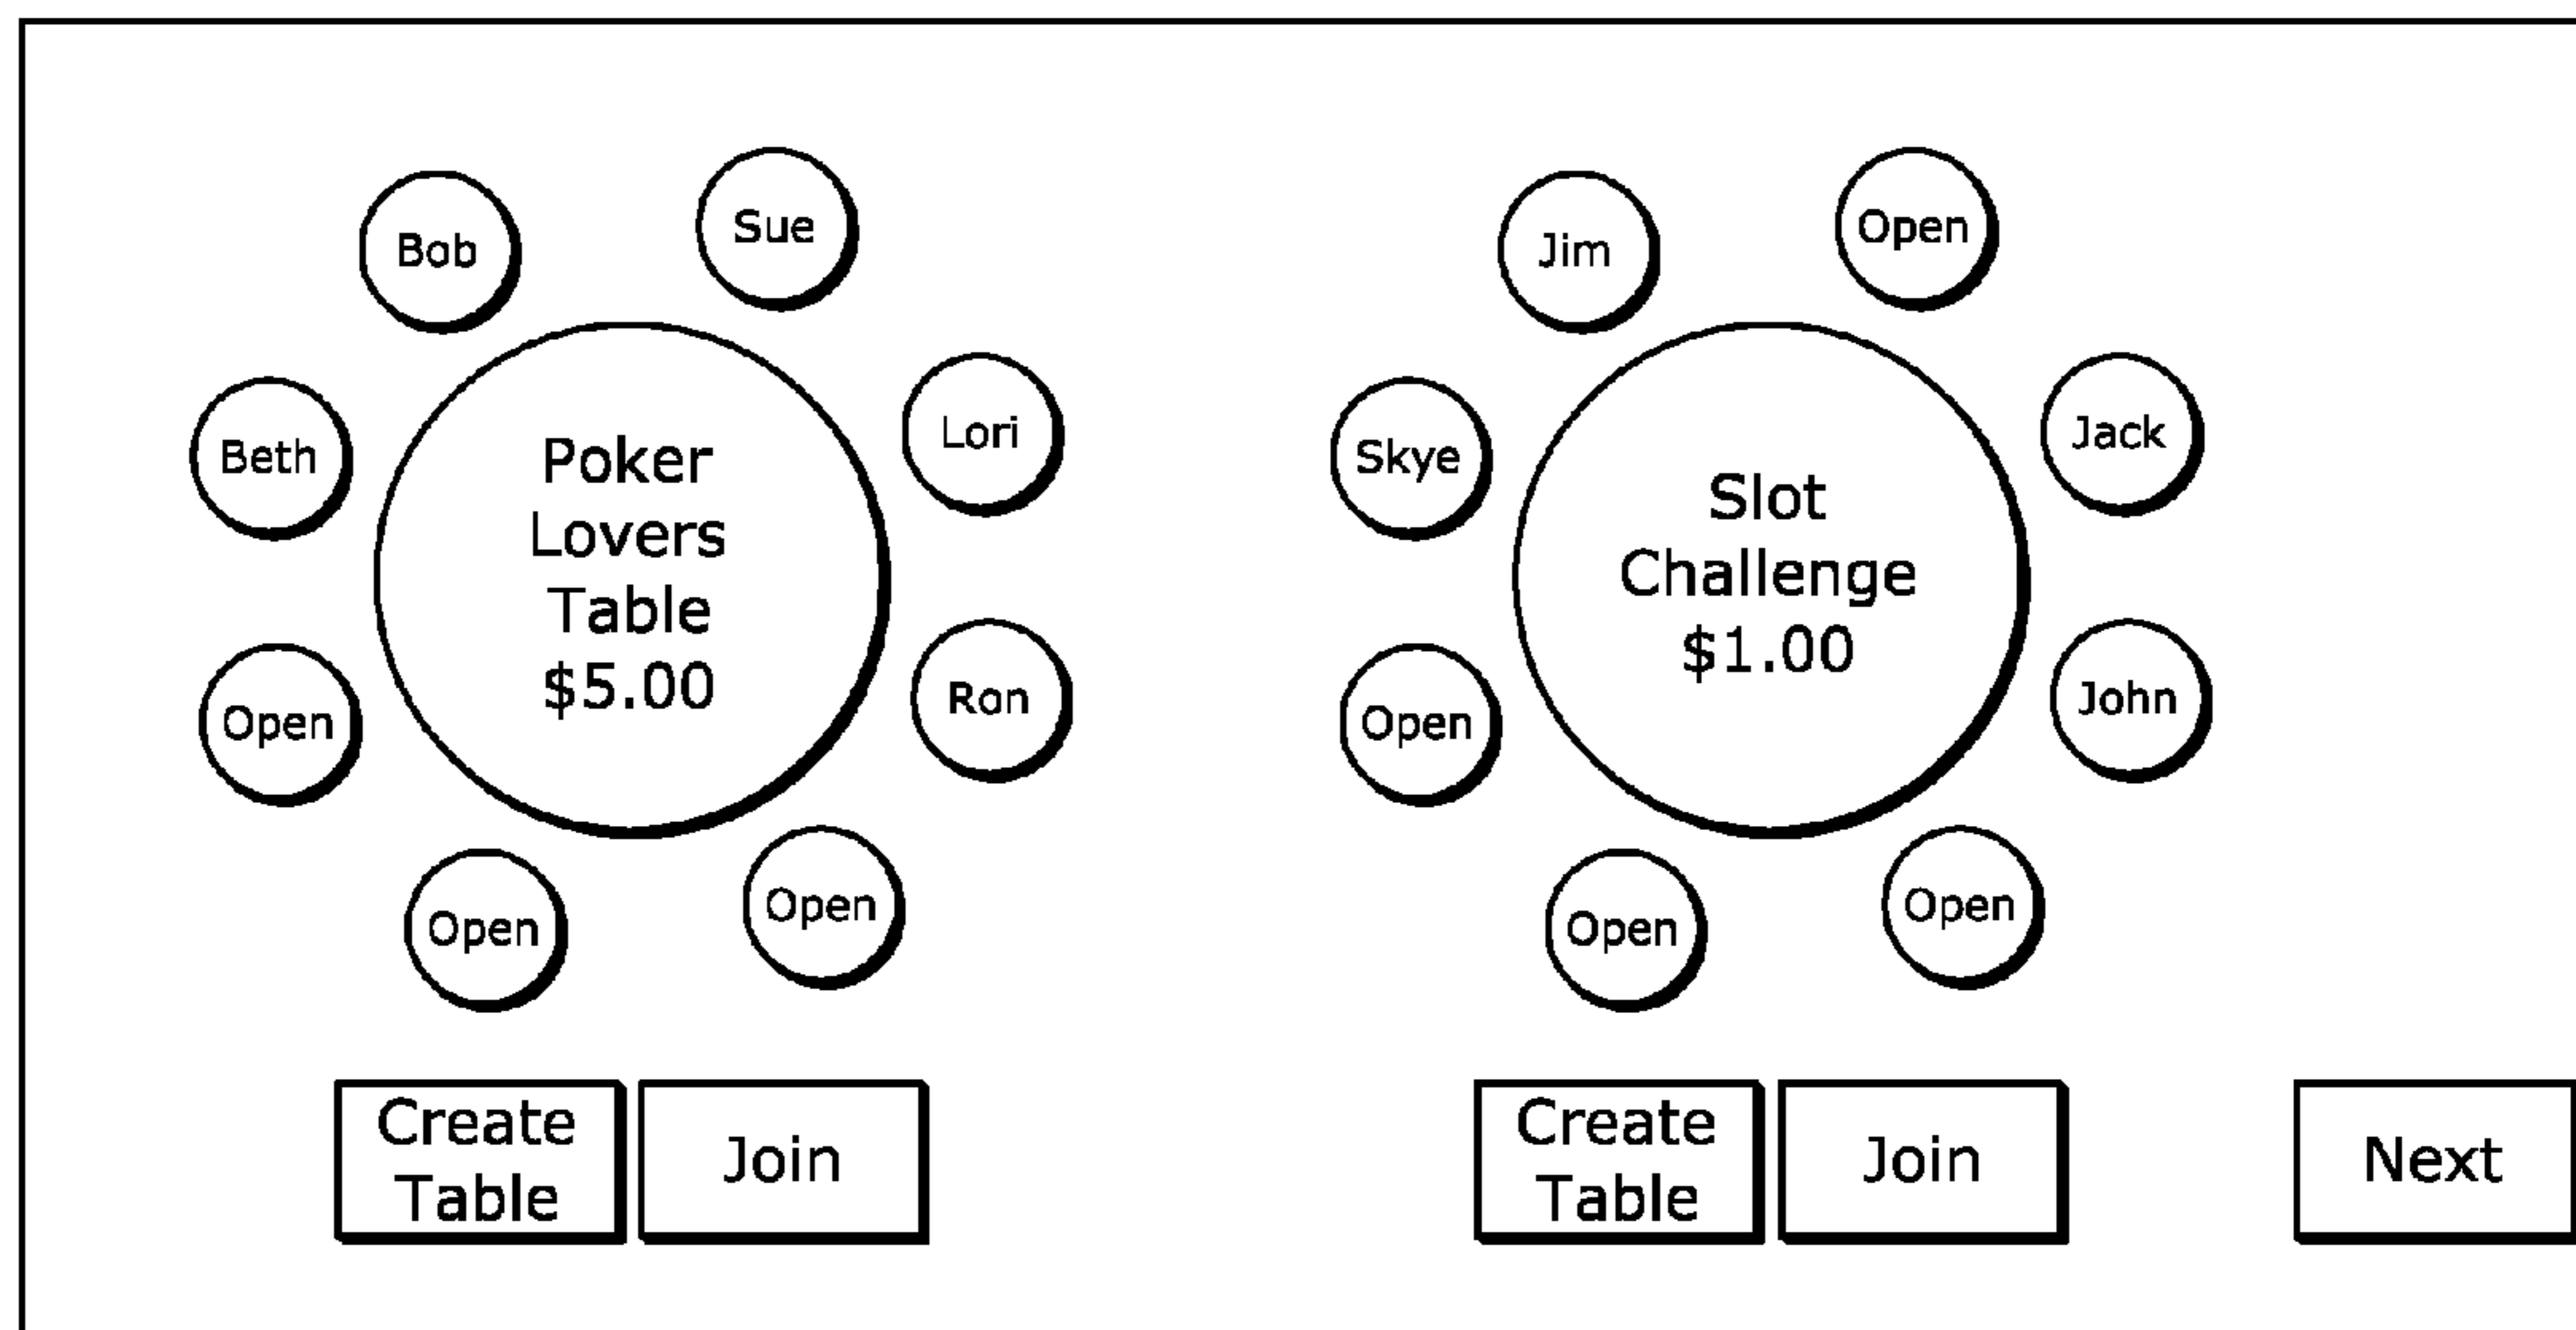 Bob
Sue
Beth
Lori
Poker
Lovers
Table
$5.00
Open
Ron
Open
Open
Create
Table
Join
Jim
Open
Skye
Jack
Slot
Challenge
$1.00
Open
John
Open
Open
Create
Table
Join
Next